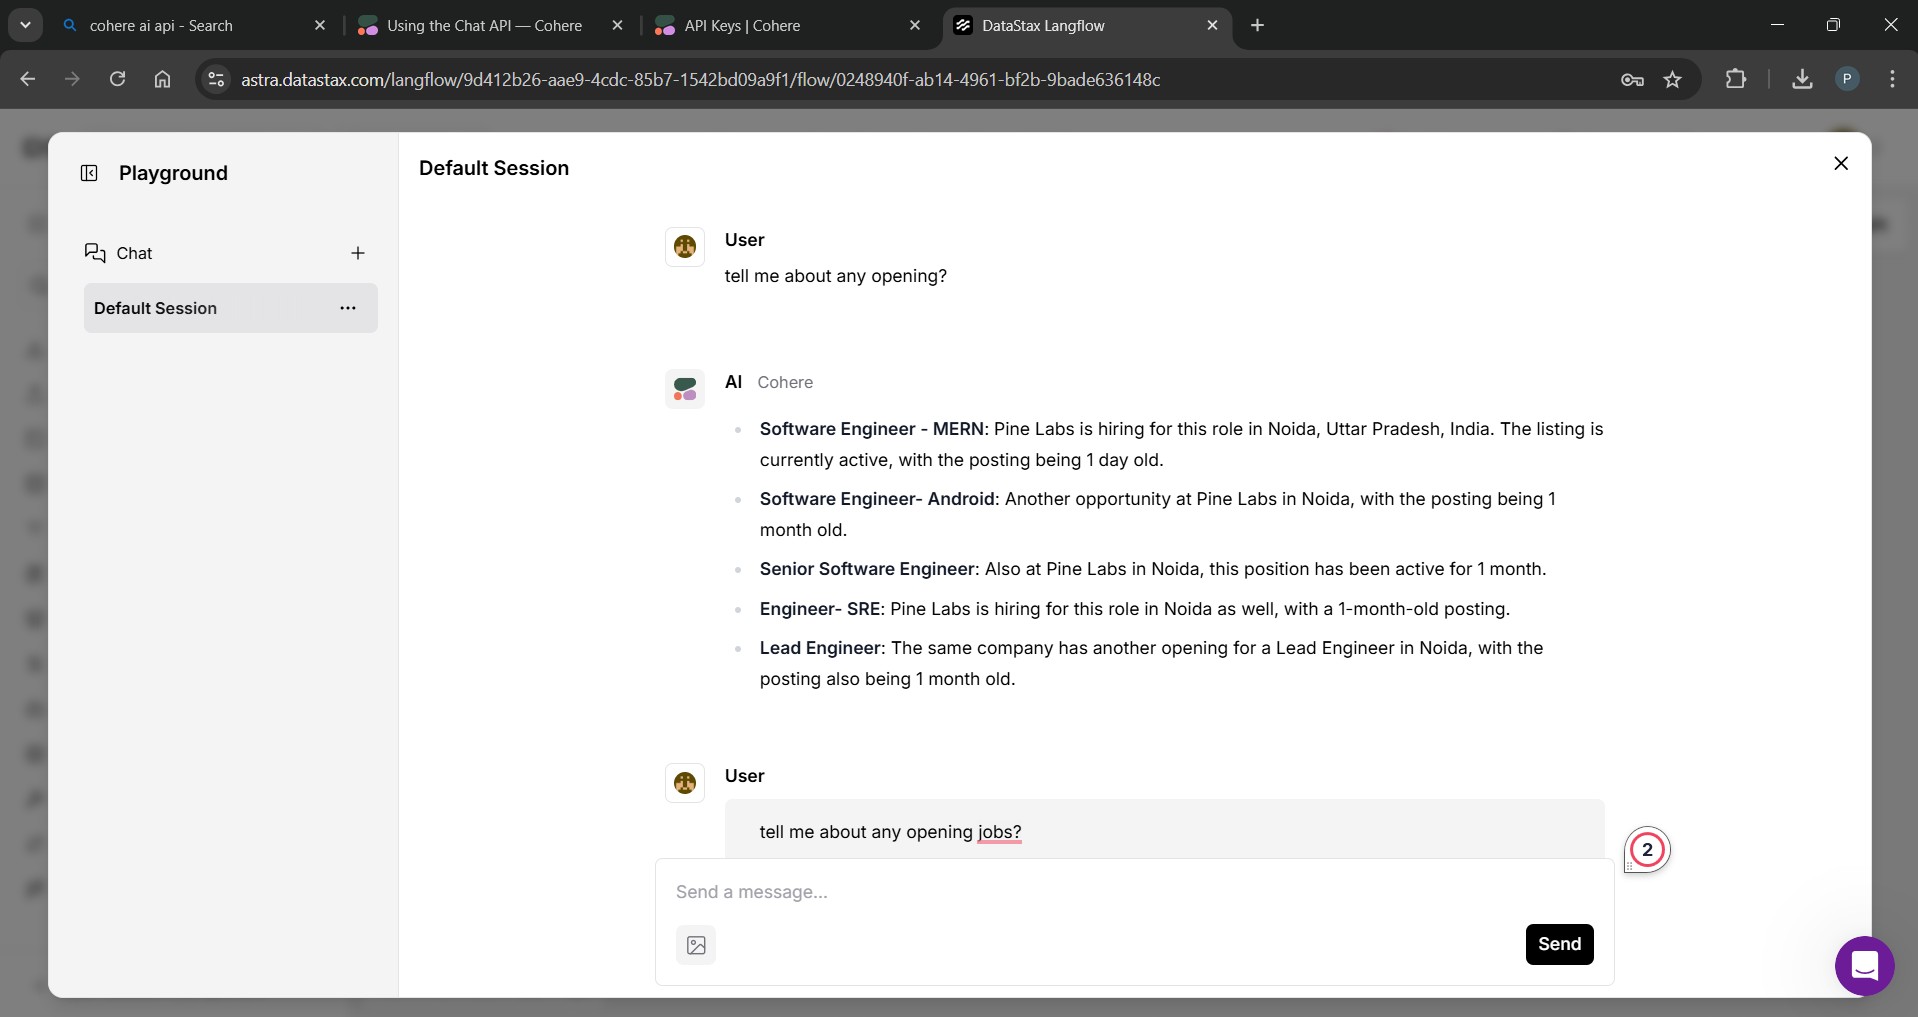 cohere ai api - Search
Using the Chat API — Cohere
API Keys | Cohere
DataStax Langflow
astra.datastax.com/langflow/9d412b26-aae9-4cdc-85b7-1542bd09a9f1/flow/0248940f-ab14-4961-bf2b-9bade636148c
P
Playground
Default Session
Chat
Default Session
User
tell me about any opening?
AI Cohere
Software Engineer - MERN: Pine Labs is hiring for this role in Noida, Uttar Pradesh, India. The listing is
currently active, with the posting being 1 day old.
Software Engineer- Android: Another opportunity at Pine Labs in Noida, with the posting being 1
month old.
Senior Software Engineer: Also at Pine Labs in Noida, this position has been active for 1 month.
Engineer- SRE: Pine Labs is hiring for this role in Noida as well, with a 1-month-old posting.
Lead Engineer: The same company has another opening for a Lead Engineer in Noida, with the
posting also being 1 month old.
User
tell me about any opening jobs?
2
Send a message...
Send